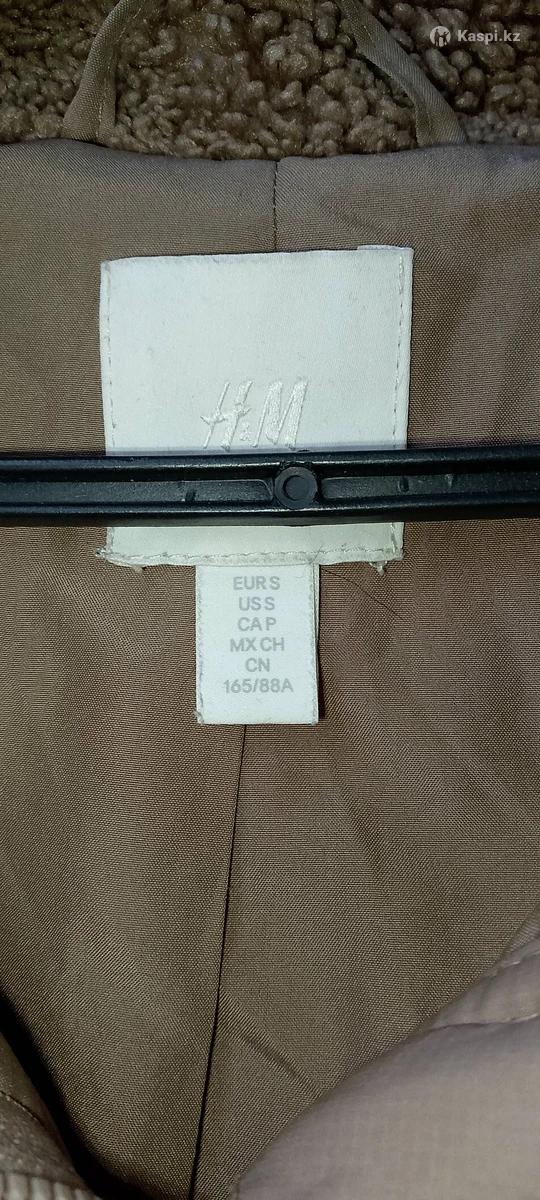 Kaspi.kz
H&M
EUR S
US S
CA P
MX CH
CN
165/88A